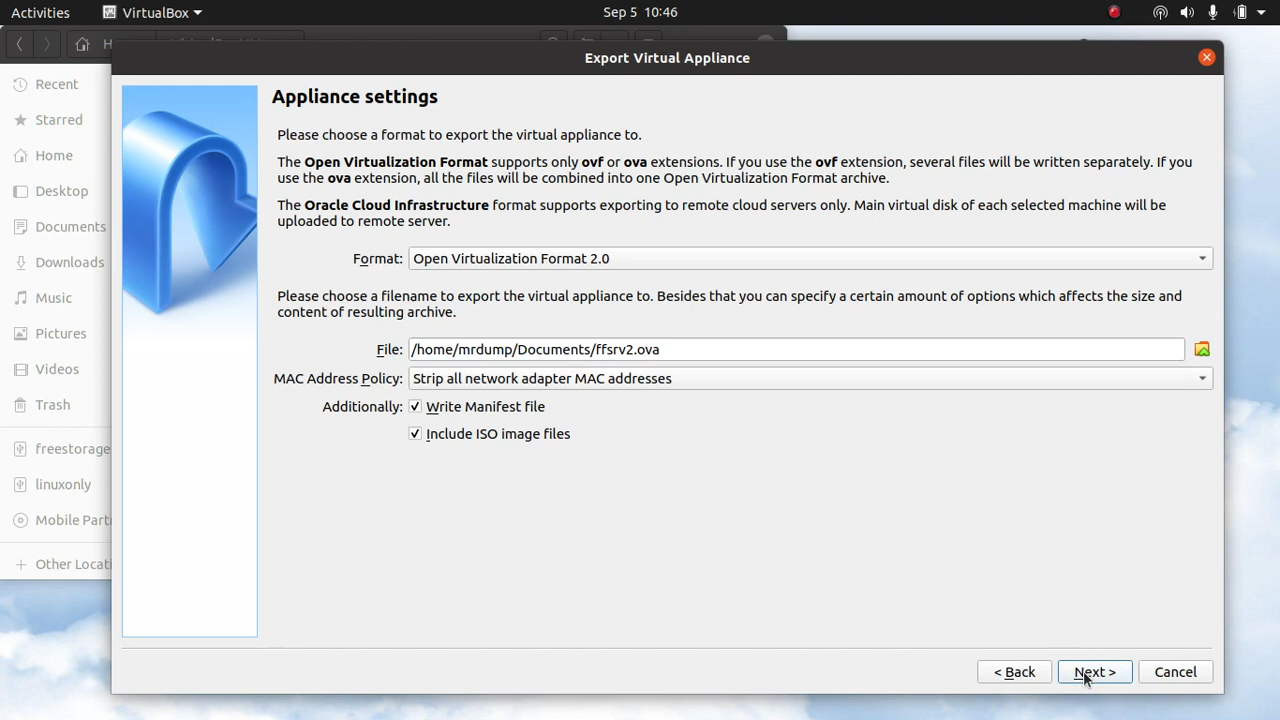 Activities
VirtualBox
Sep 5 10:46
Export Virtual Appliance
Recent
Starred
Home
Desktop
Documents
Downloads
Music
Pictures
Videos
Trash
freestorage
linuxonly
Mobile Part
Other Locati
Appliance settings
Please choose a format to export the virtual appliance to.
The Open Virtualization Format supports only ovf or ova extensions. If you use the ovf extension, several files will be written separately. If you
use the ova extension, all the files will be combined into one Open Virtualization Format archive.
The Oracle Cloud Infrastructure format supports exporting to remote cloud servers only. Main virtual disk of each selected machine will be
uploaded to remote server.
Format: Open Virtualization Format 2.0
Please choose a filename to export the virtual appliance to. Besides that you can specify a certain amount of options which affects the size and
content of resulting archive.
File: /home/mrdump/Documents/ffsrv2.ova
MAC Address Policy: Strip all network adapter MAC addresses
Additionally: Write Manifest file
Include ISO image files
< Back Next > Cancel